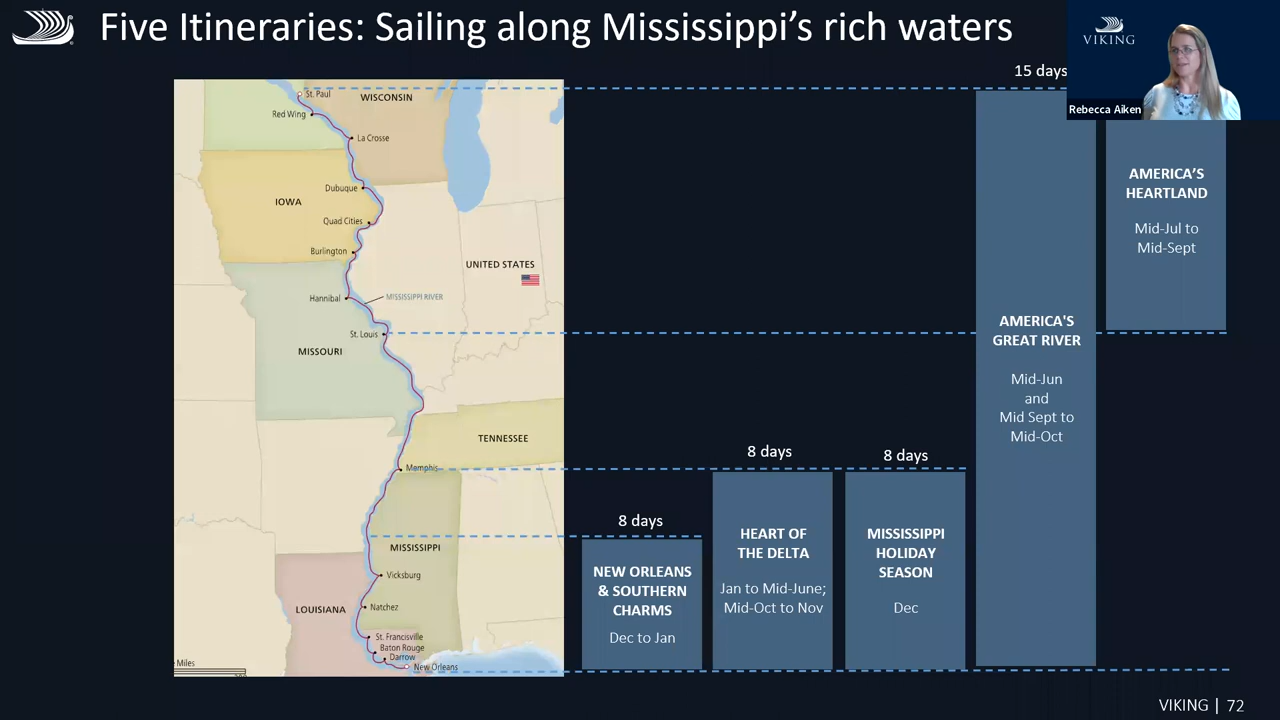 Five Itineraries: Sailing along Mississippi's rich waters
VIKING
Rebecca Aiken
St. Paul
WISCONSIN
Red Wing
La Crosse
Dubuque
IOWA
Quad Cities
Burlington
UNITED STATES
Hannibal
MISSISSIPPI RIVER
St. Louis
MISSOURI
TENNESSEE
Memphis
MISSISSIPPI
Vicksburg
LOUISIANA
Natchez
St. Francisville
Baton Rouge
Darrow
New Orleans
Miles
8 days
NEW ORLEANS
& SOUTHERN
CHARMS
Dec to Jan
8 days
HEART OF
THE DELTA
Jan to Mid-June;
Mid-Oct to Nov
8 days
MISSISSIPPI
HOLIDAY
SEASON
Dec
15 days
AMERICA'S
GREAT RIVER
Mid-Jun
and
Mid Sept to
Mid-Oct
AMERICA'S
HEARTLAND
Mid-Jul to
Mid-Sept
VIKING | 72